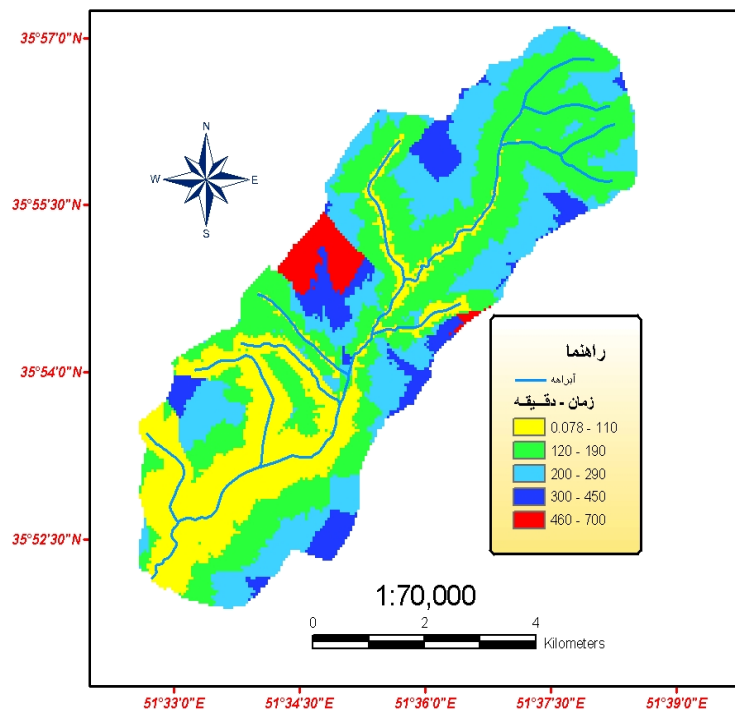 35°57'0"N
35°55'30"N
35°54'0"N
35°52'30"N
N
W
E
S
راهنما
آبراهه
زمان - دقـــیقـه
0.078 - 110
120 - 190
200 - 290
300 - 450
460 - 700
1:70,000
0 2 4
Kilometers
51°33'0"E 51°34'30"E 51°36'0"E 51°37'30"E 51°39'0"E